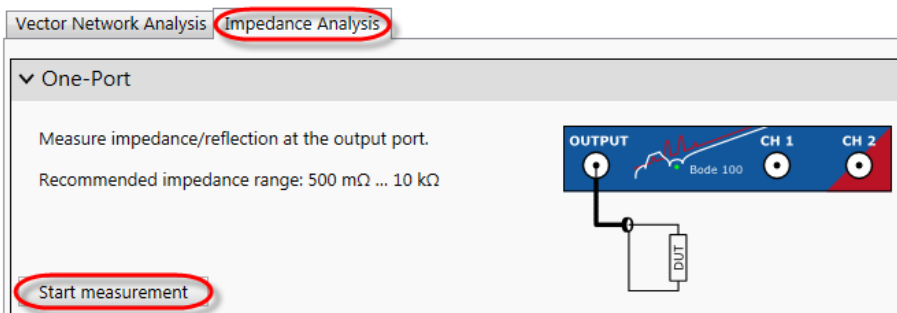 Vector Network Analysis Impedance Analysis
One-Port
Measure impedance/reflection at the output port.
Recommended impedance range: 500 mΩ ... 10 kΩ
OUTPUT CH 1 CH 2
Bode 100
DUT
Start measurement